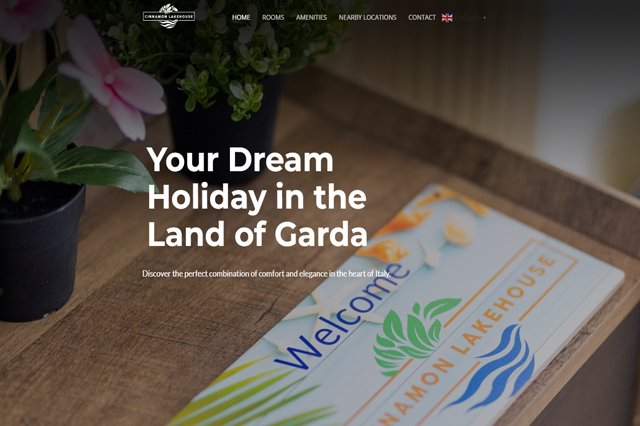 CINNAMON LAKEHOUSE
HOME ROOMS AMENITIES NEARBY LOCATIONS CONTACT
Your Dream
Holiday in the
Land of Garda
Discover the perfect combination of comfort and elegance in the heart of Italy.
Welcome
NAMON LAKEHOUSE